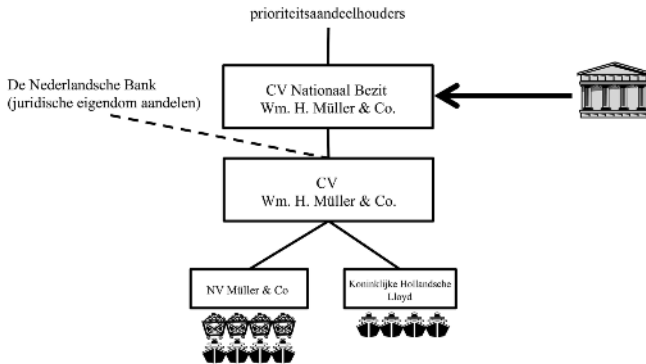 prioriteitsaandeelhouders
De Nederlandsche Bank
(juridische eigendom aandelen)
CV Nationaal Bezit
Wm. H. Müller & Co.
CV
Wm. H. Müller & Co.
NV Müller & Co
Koninklijke Hollandsche
Lloyd